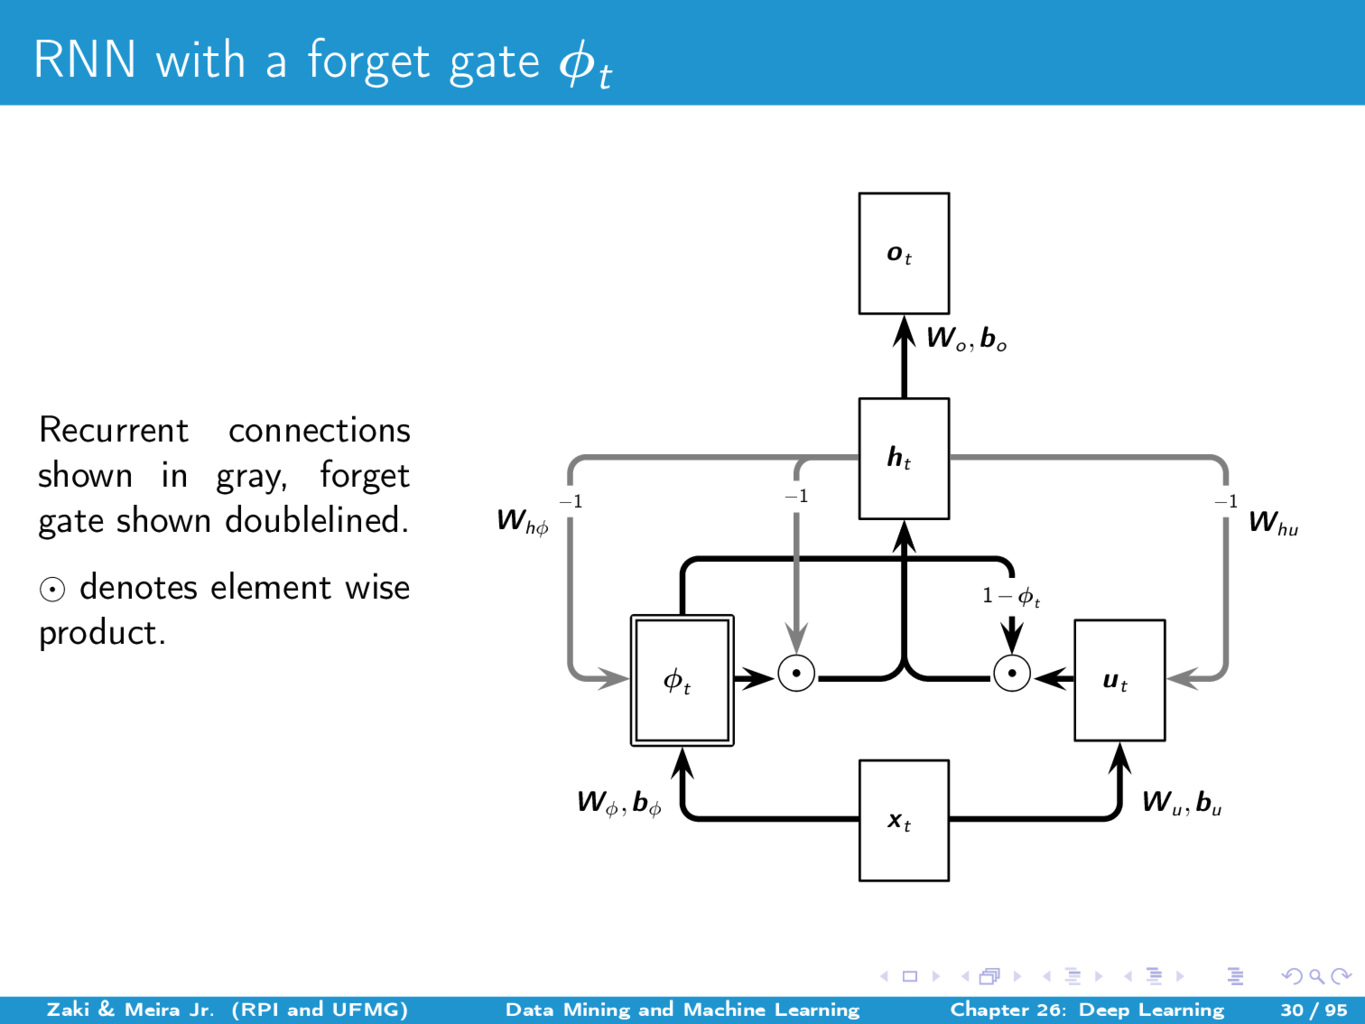 RNN with a forget gate ϕt
ot
Wo, bo
Recurrent connections
shown in gray, forget
gate shown doublelined.
⊙ denotes element wise
product.
ht
−1
−1
−1
Whϕ
Whu
1 − ϕt
ϕt
ut
Wϕ, bϕ
xt
Wu, bu
Zaki & Meira Jr. (RPI and UFMG)
Data Mining and Machine Learning
Chapter 26: Deep Learning
30 / 95